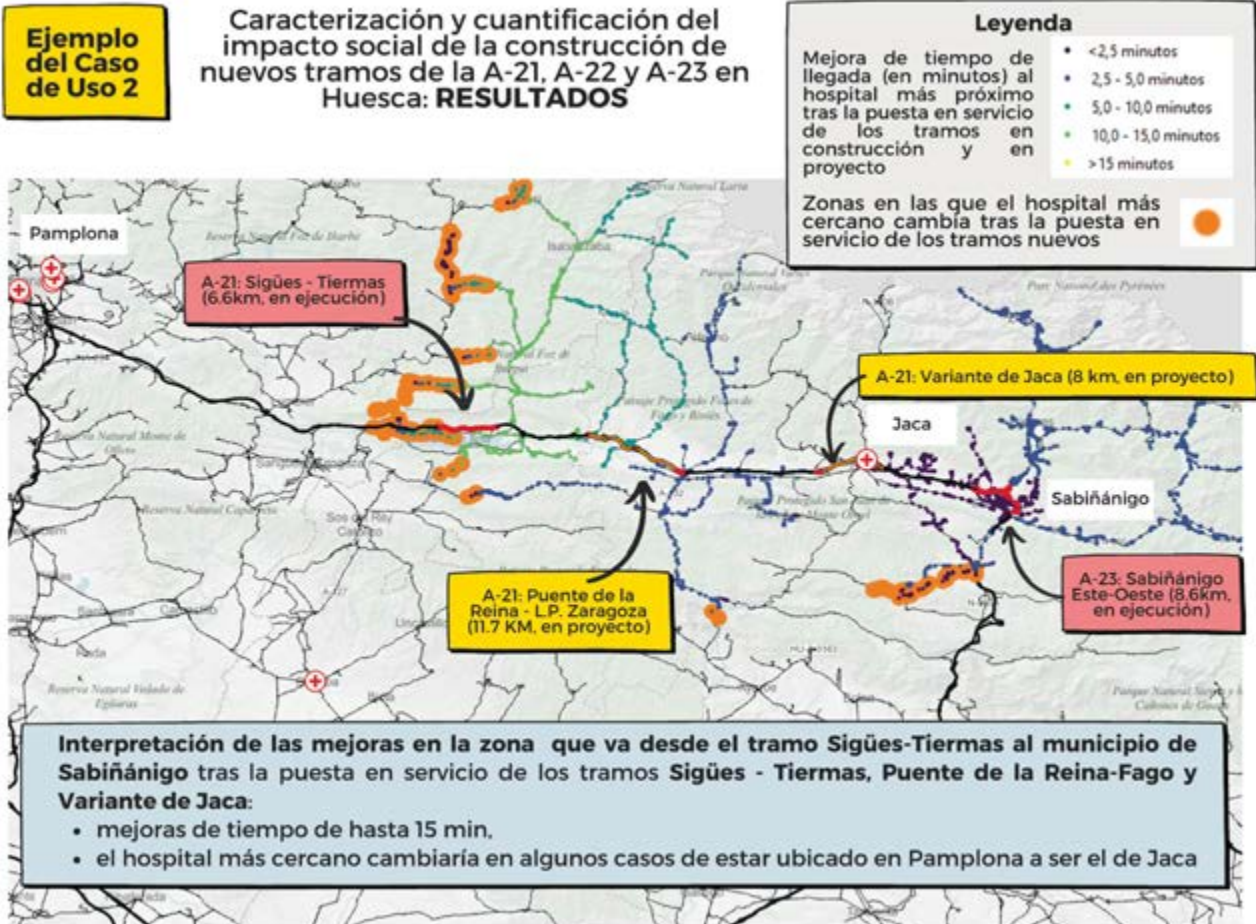 Ejemplo
del Caso
de Uso 2
Caracterización y cuantificación del
impacto social de la construcción de
nuevos tramos de la A-21, A-22 y A-23 en
Huesca: RESULTADOS
Leyenda
Mejora de tiempo de
llegada (en minutos) al
hospital más próximo
tras la puesta en servicio
de los tramos en
construcción y en
proyecto
<2,5 minutos
2,5 - 5,0 minutos
5,0 - 10,0 minutos
10,0 - 15,0 minutos
>15 minutos
Zonas en las que el hospital más
cercano cambía tras la puesta en
servicio de los tramos nuevos
Pamplona
A-21: Sigües - Tiermas
(6.6km, en ejecución)
A-21: Variante de Jaca (8 km, en proyecto)
Jaca
Sabiñánigo
A-21: Puente de la
Reina - L.P. Zaragoza
(11.7 KM, en proyecto)
A-23: Sabiñánigo
Este-Oeste (8.6km,
en ejecución)
Interpretación de las mejoras en la zona que va desde el tramo Sigües-Tiermas al municipio de
Sabiñánigo tras la puesta en servicio de los tramos Sigües - Tiermas, Puente de la Reina-Fago y
Variante de Jaca:
• mejoras de tiempo de hasta 15 min,
• el hospital más cercano cambiaría en algunos casos de estar ubicado en Pamplona a ser el de Jaca